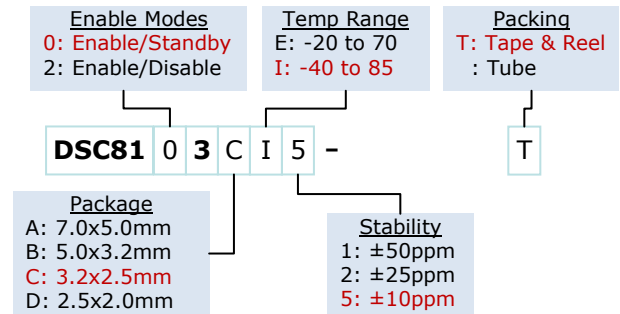 Enable Modes
0: Enable/Standby
2: Enable/Disable
Temp Range
E: -20 to 70
I: -40 to 85
Packing
T: Tape & Reel
: Tube
DSC81 0 3 C I 5 - T
Package
A: 7.0x5.0mm
B: 5.0x3.2mm
C: 3.2x2.5mm
D: 2.5x2.0mm
Stability
1: ±50ppm
2: ±25ppm
5: ±10ppm